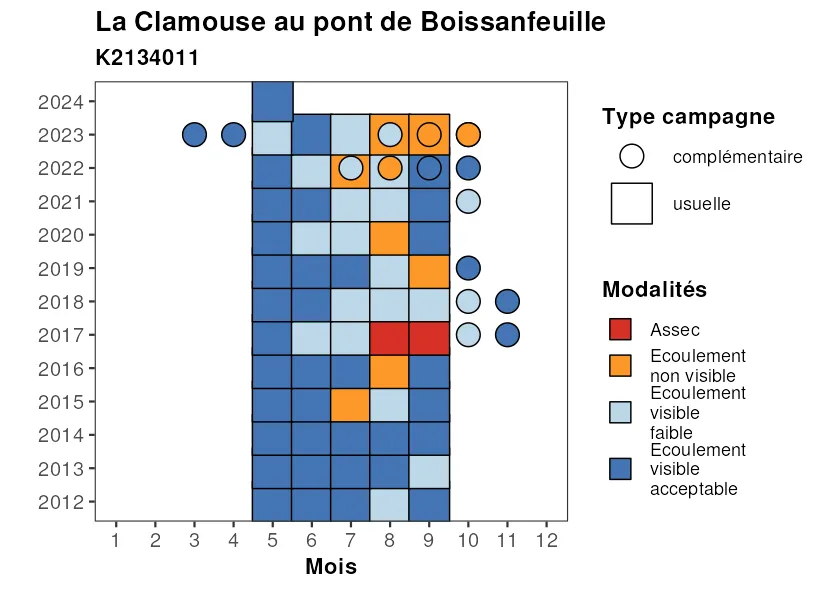 La Clamouse au pont de Boissanfeuille
K2134011
2024
2023
2022
2021
2020
2019
2018
2017
2016
2015
2014
2013
2012
1 2 3 4 5 6 7 8 9 10 11 12
Mois
Type campagne
complémentaire
usuelle
Modalités
Assec
Ecoulement
non visible
Ecoulement
visible
faible
Ecoulement
visible
acceptable